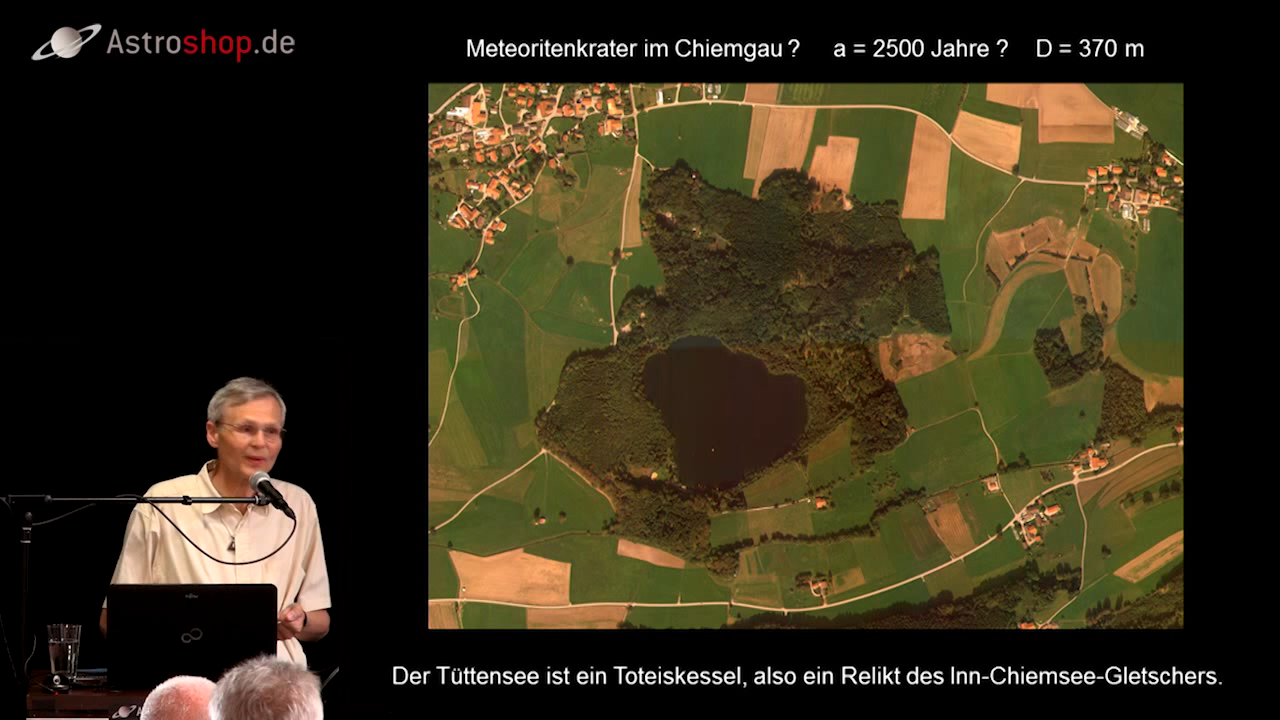 Astroshop.de
Meteoritenkrater im Chiemgau ? a = 2500 Jahre ? D = 370 m
Der Tüttensee ist ein Toteiskessel, also ein Relikt des Inn-Chiemsee-Gletschers.